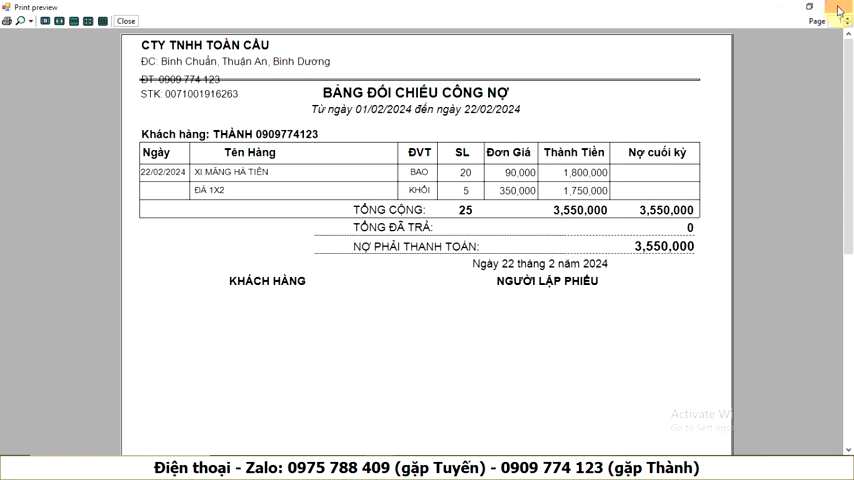 Print preview
Close
Page
CTY TNHH TOÀN CẦU
ĐC: Bình Chuẩn, Thuận An, Bình Dương
ĐT: 0909 774 123
STK: 0071001916263
BẢNG ĐỐI CHIẾU CÔNG NỢ
Từ ngày 01/02/2024 đến ngày 22/02/2024
Khách hàng: THÀNH 0909774123
Ngày Tên Hàng ĐVT SL Đơn Giá Thành Tiền Nợ cuối kỳ
22/02/2024 XI MĂNG HÀ TIÊN BAO 20 90,000 1,800,000
ĐÁ 1X2 KHỐI 5 350,000 1,750,000
TỔNG CỘNG: 25 3,550,000 3,550,000
TỔNG ĐÃ TRẢ: 0
NỢ PHẢI THANH TOÁN: 3,550,000
Ngày 22 tháng 2 năm 2024
KHÁCH HÀNG NGƯỜI LẬP PHIẾU
Activate W
Go to Settings
Điện thoại - Zalo: 0975 788 409 (gặp Tuyến) - 0909 774 123 (gặp Thành)